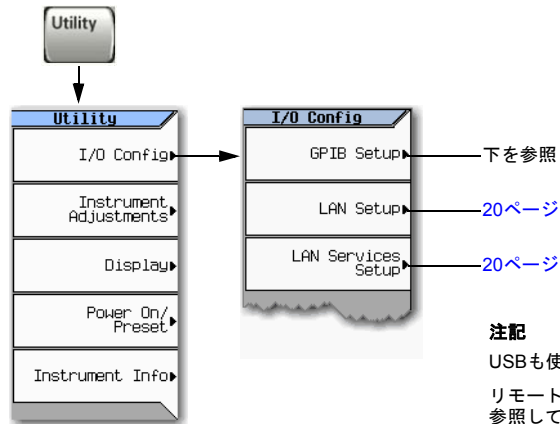 Utility
Utility
I/O Config
Instrument
Adjustments
Display
Power On/
Preset
Instrument Info
I/O Config
GPIB Setup
下を参照
LAN Setup
20ページ
LAN Services
Setup
20ページ
注記
USBも使
リモート
参照して